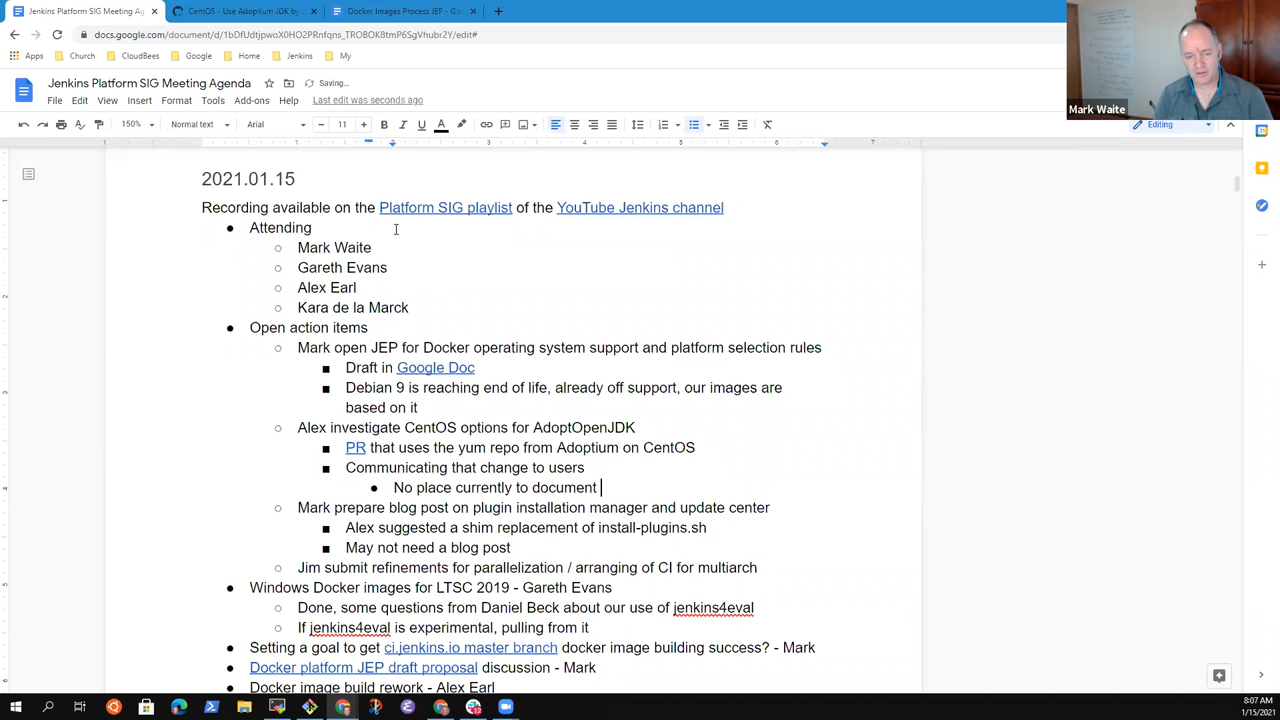 Jenkins Platform SIG Meeting Ag
CentOS - Use Adoptium JDK by
Docker Images Process JEP - Go
docs.google.com/document/d/1bDfUdtjpwoX0HO2PRnfqns_TROBOK8tmP6SgVhubr2Y/edit#
Apps Church CloudBees Google Home Jenkins My
Jenkins Platform SIG Meeting Agenda Saving...
File Edit View Insert Format Tools Add-ons Help Last edit was seconds ago
Mark Waite
150% Normal text Arial 11 Editing
1 1 2 3 4 5 6 7
2021.01.15
Recording available on the Platform SIG playlist of the YouTube Jenkins channel
● Attending
○ Mark Waite
○ Gareth Evans
○ Alex Earl
○ Kara de la Marck
● Open action items
○ Mark open JEP for Docker operating system support and platform selection rules
■ Draft in Google Doc
■ Debian 9 is reaching end of life, already off support, our images are
based on it
○ Alex investigate CentOS options for AdoptOpenJDK
■ PR that uses the yum repo from Adoptium on CentOS
■ Communicating that change to users
● No place currently to document
○ Mark prepare blog post on plugin installation manager and update center
■ Alex suggested a shim replacement of install-plugins.sh
■ May not need a blog post
○ Jim submit refinements for parallelization / arranging of CI for multiarch
● Windows Docker images for LTSC 2019 - Gareth Evans
○ Done, some questions from Daniel Beck about our use of jenkins4eval
○ If jenkins4eval is experimental, pulling from it
● Setting a goal to get ci.jenkins.io master branch docker image building success? - Mark
● Docker platform JEP draft proposal discussion - Mark
● Docker image build rework - Alex Earl
8:07 AM
1/15/2021